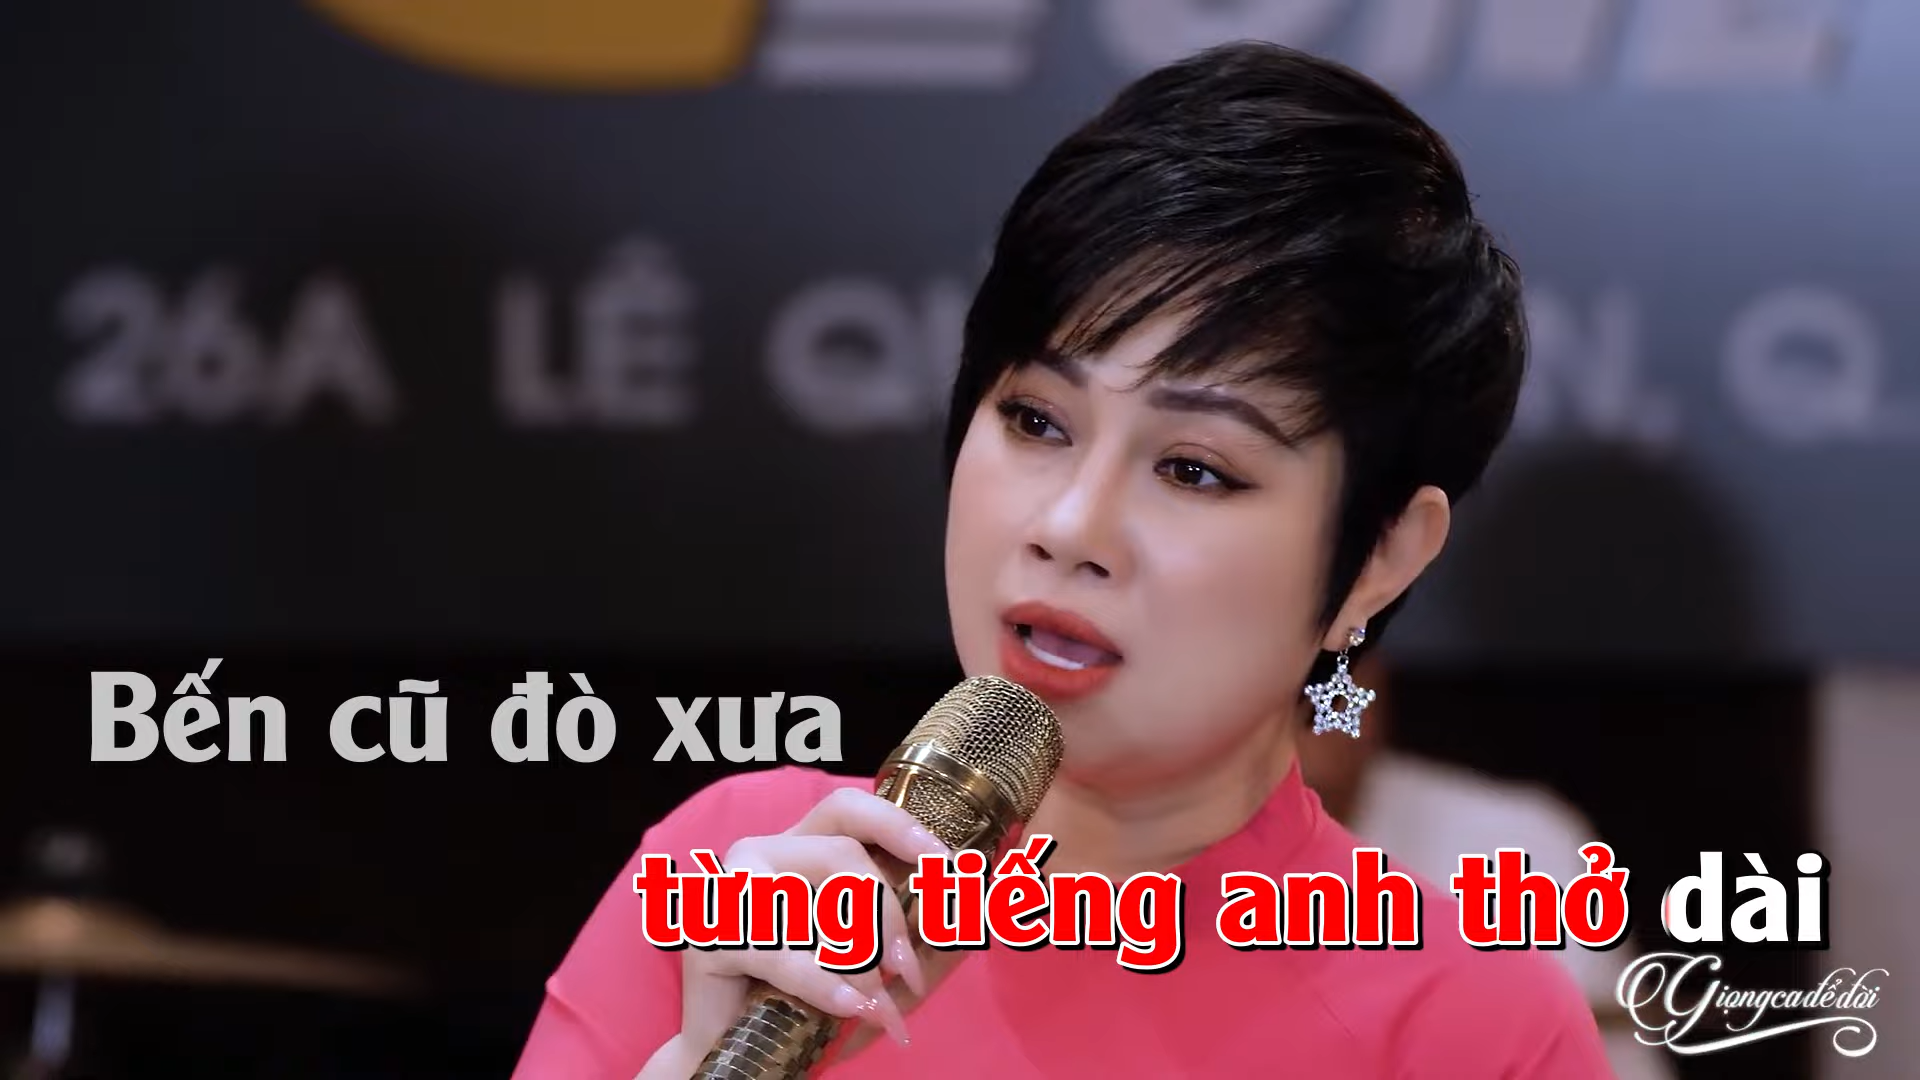 26A LÊ Q
N, Q
Bến cũ đò xưa
từng tiếng anh thở dài
Giọngcađểđời